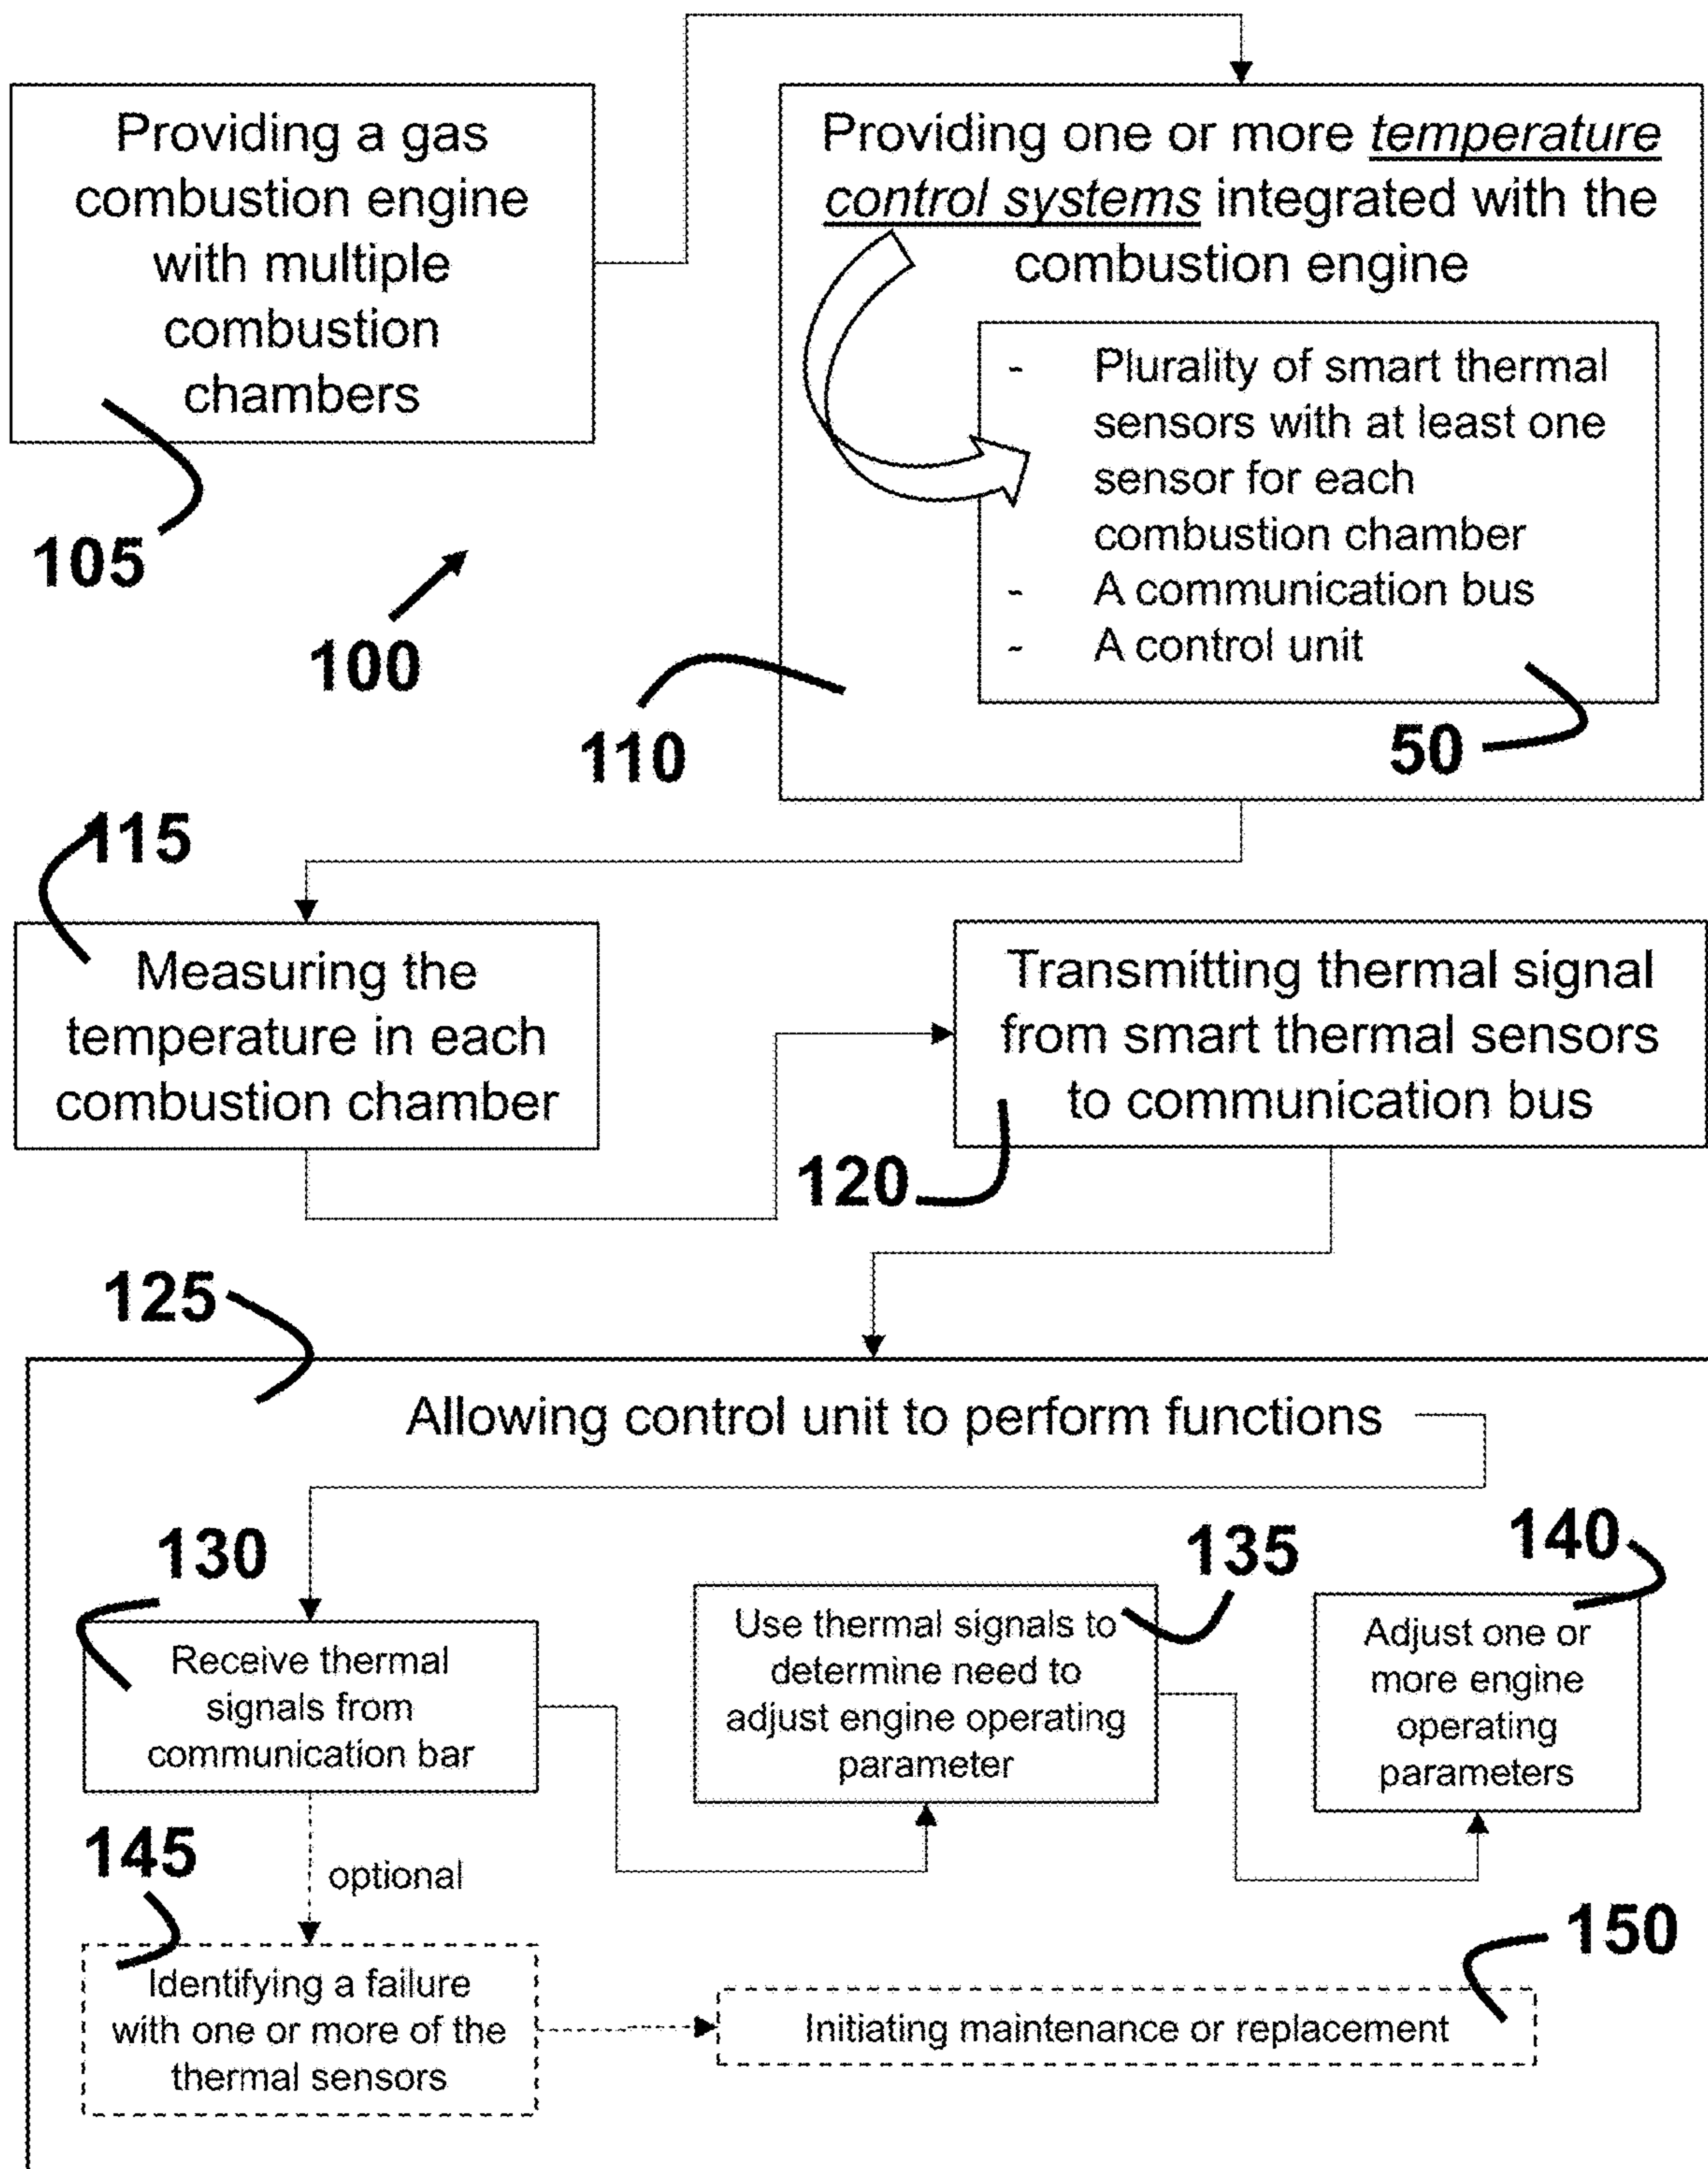 Providing a gas
combustion engine
with multiple
combustion
chambers
105
100
Providing one or more temperature
control systems integrated with the
combustion engine
- Plurality of smart thermal
sensors with at least one
sensor for each
combustion chamber
- A communication bus
- A control unit
110
50
115
Measuring the
temperature in each
combustion chamber
Transmitting thermal signal
from smart thermal sensors
to communication bus
120
125
Allowing control unit to perform functions
130
Receive thermal
signals from
communication bar
135
Use thermal signals to
determine need to
adjust engine operating
parameter
140
Adjust one or
more engine
operating
parameters
145
optional
Identifying a failure
with one or more of the
thermal sensors
150
Initiating maintenance or replacement